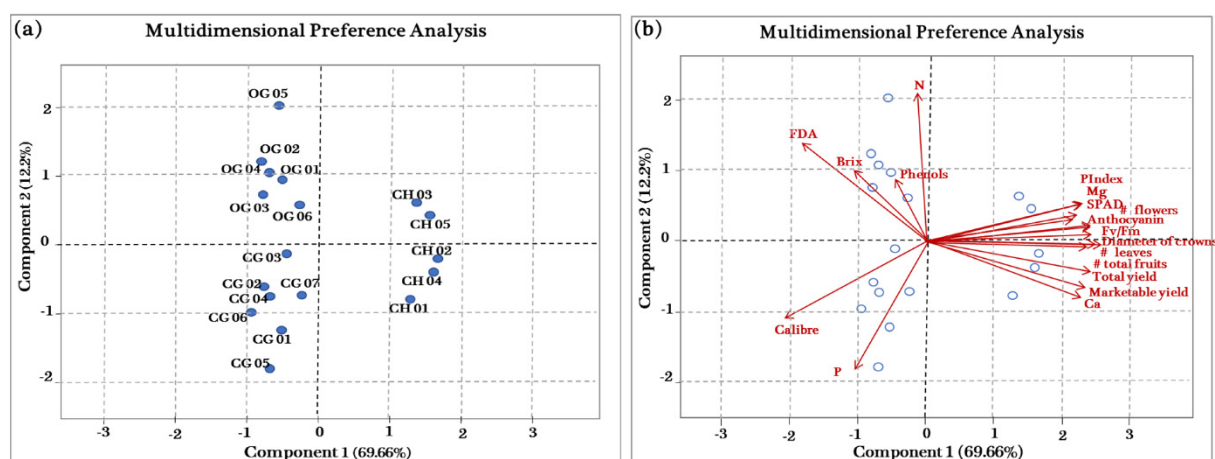 (a)
Multidimensional Preference Analysis
Component 2 (12.2%)
2
1
0
-1
-2
OG 05
OG 02
OG 04
OG 01
OG 03
OG 06
CH 03
CH 05
CG 03
CH 02
CG 02
CG 07
CH 04
CG 04
CH 01
CG 06
CG 01
CG 05
-3
-2
-1
0
1
2
3
Component 1 (69.66%)
(b)
Multidimensional Preference Analysis
Component 2 (12.2%)
2
1
0
-1
-2
N
FDA
Brix
Phenols
PIndex
Mg
SPAD
# flowers
Anthocyanin
Fv/Fm
Diameter of crowns
# leaves
# total fruits
Total yield
Marketable yield
Ca
Calibre
P
-3
-2
-1
0
1
2
3
Component 1 (69.66%)